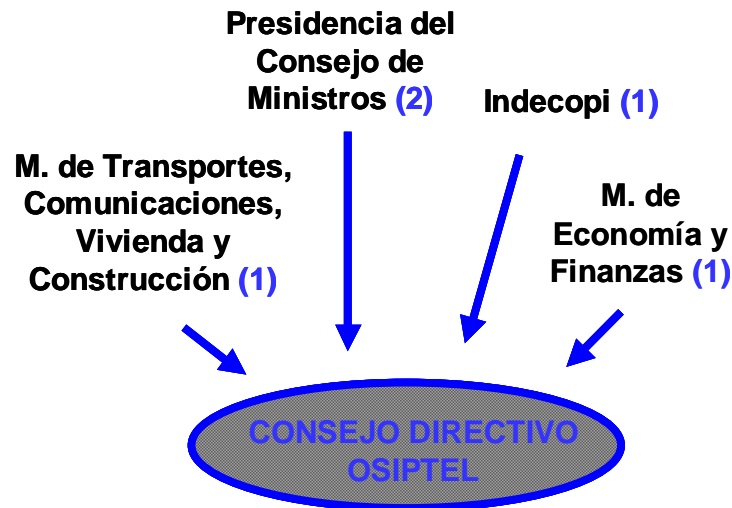 Presidencia del
Consejo de
Ministros (2)
Indecopi (1)
M. de Transportes,
Comunicaciones,
Vivienda y
Construcción (1)
M. de
Economía y
Finanzas (1)
CONSEJO DIRECTIVO
OSIPTEL